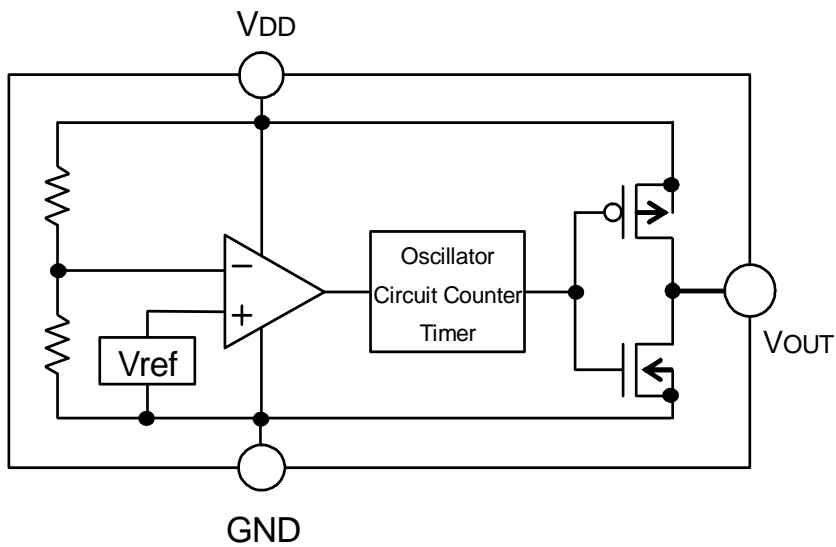 VDD
−
+
Vref
Oscillator
Circuit Counter
Timer
VOUT
GND